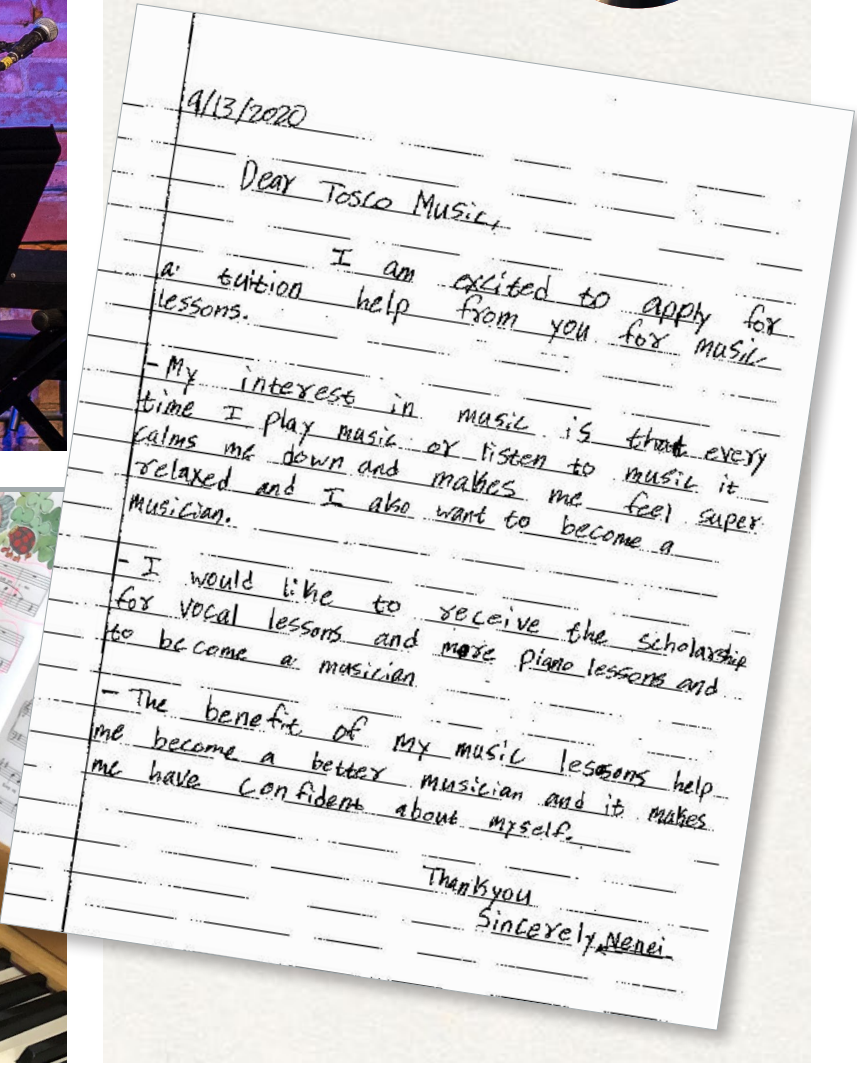 9/13/2020
Dear Tosco Music,
I am excited to apply for
a tuition help from you for music
lessons.
- My interest in music is that every
time I play music or listen to music it
calms me down and makes me feel super
relaxed and I also want to become a
musician.
- I would like to receive the scholarship
for vocal lessons and more piano lessons and
to become a musician
- The benefit of my music lessons help
me become a better musician and it makes
me have confident about myself.
Thankyou
Sincerely, Nenei